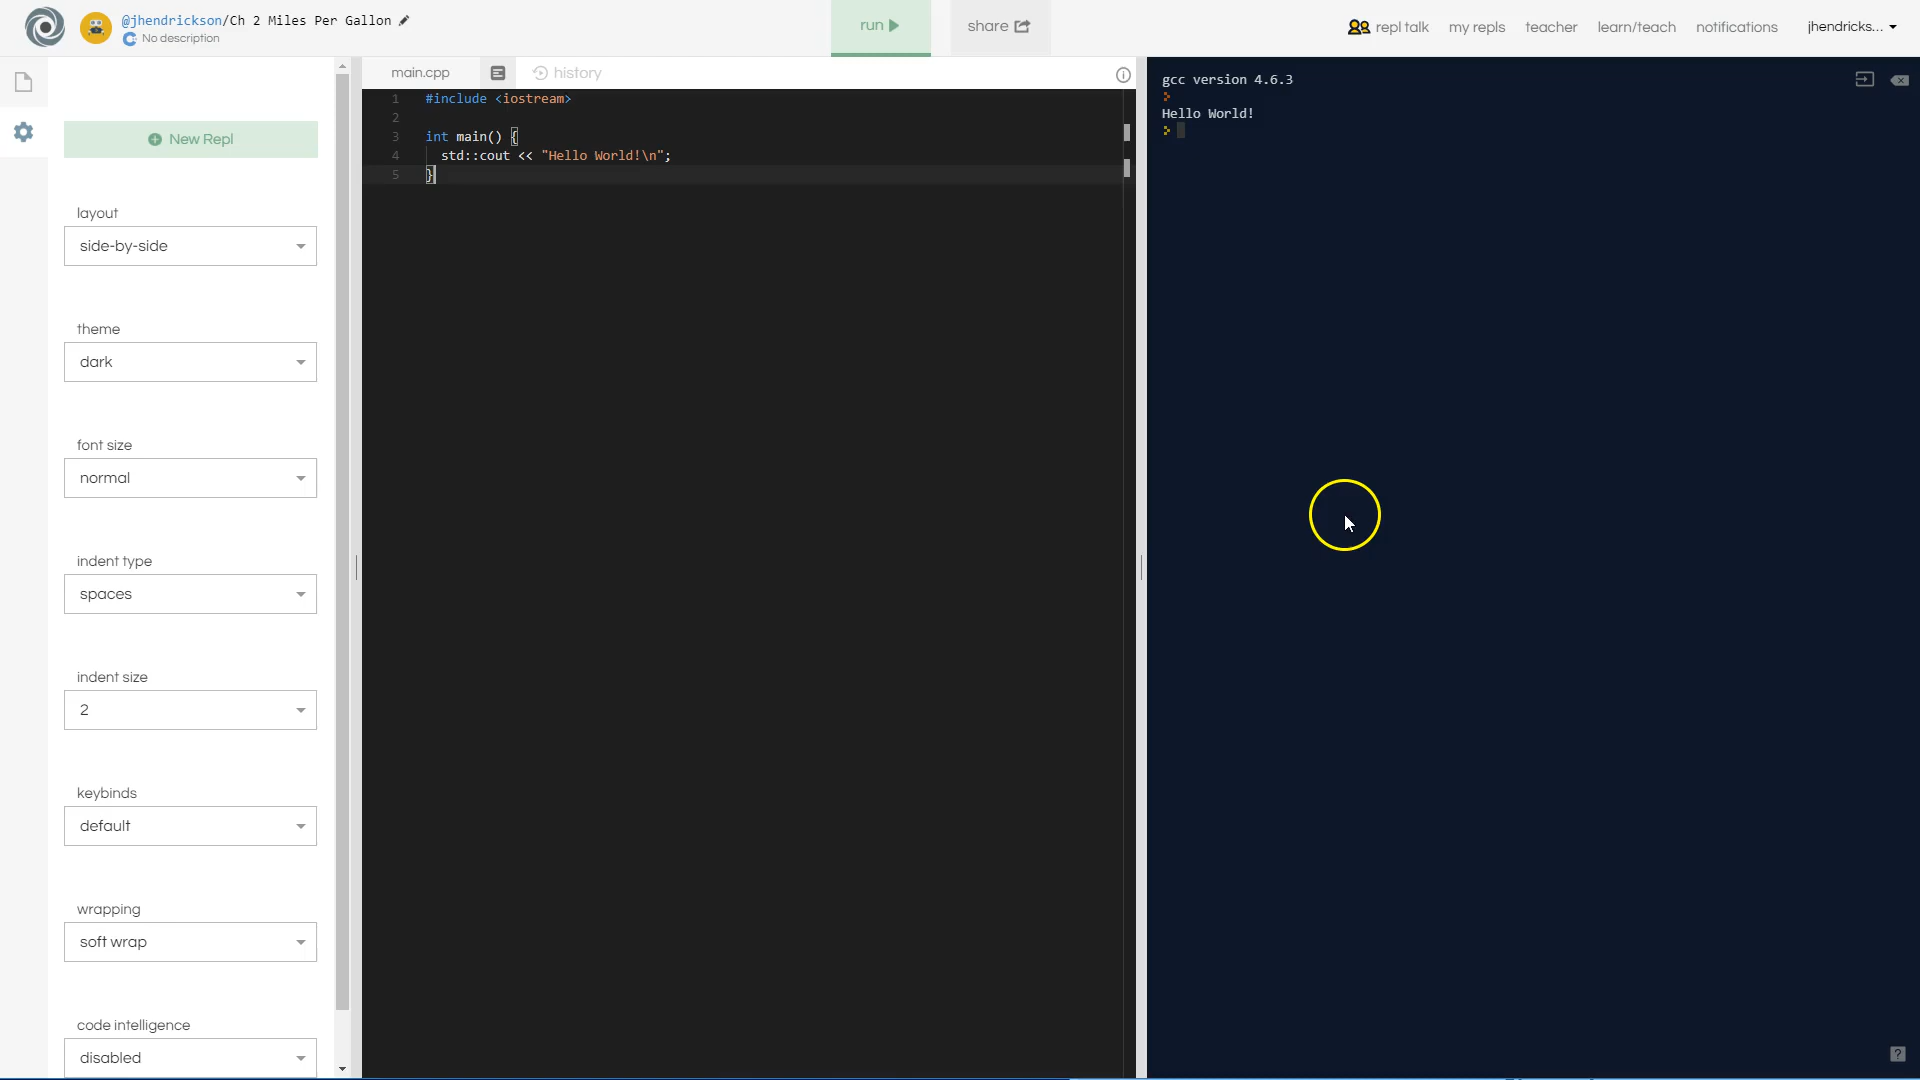 @jhendrickson/Ch 2 Miles Per Gallon
No description
run
share
repl talk
my repls
teacher
learn/teach
notifications
jhendricks...
New Repl
layout
side-by-side
theme
dark
font size
normal
indent type
spaces
indent size
2
keybinds
default
wrapping
soft wrap
code intelligence
disabled
main.cpp
history
1 #include <iostream>
2
3 int main() {
4 std::cout << "Hello World!\n";
5 }
gcc version 4.6.3
>
Hello World!
>
?